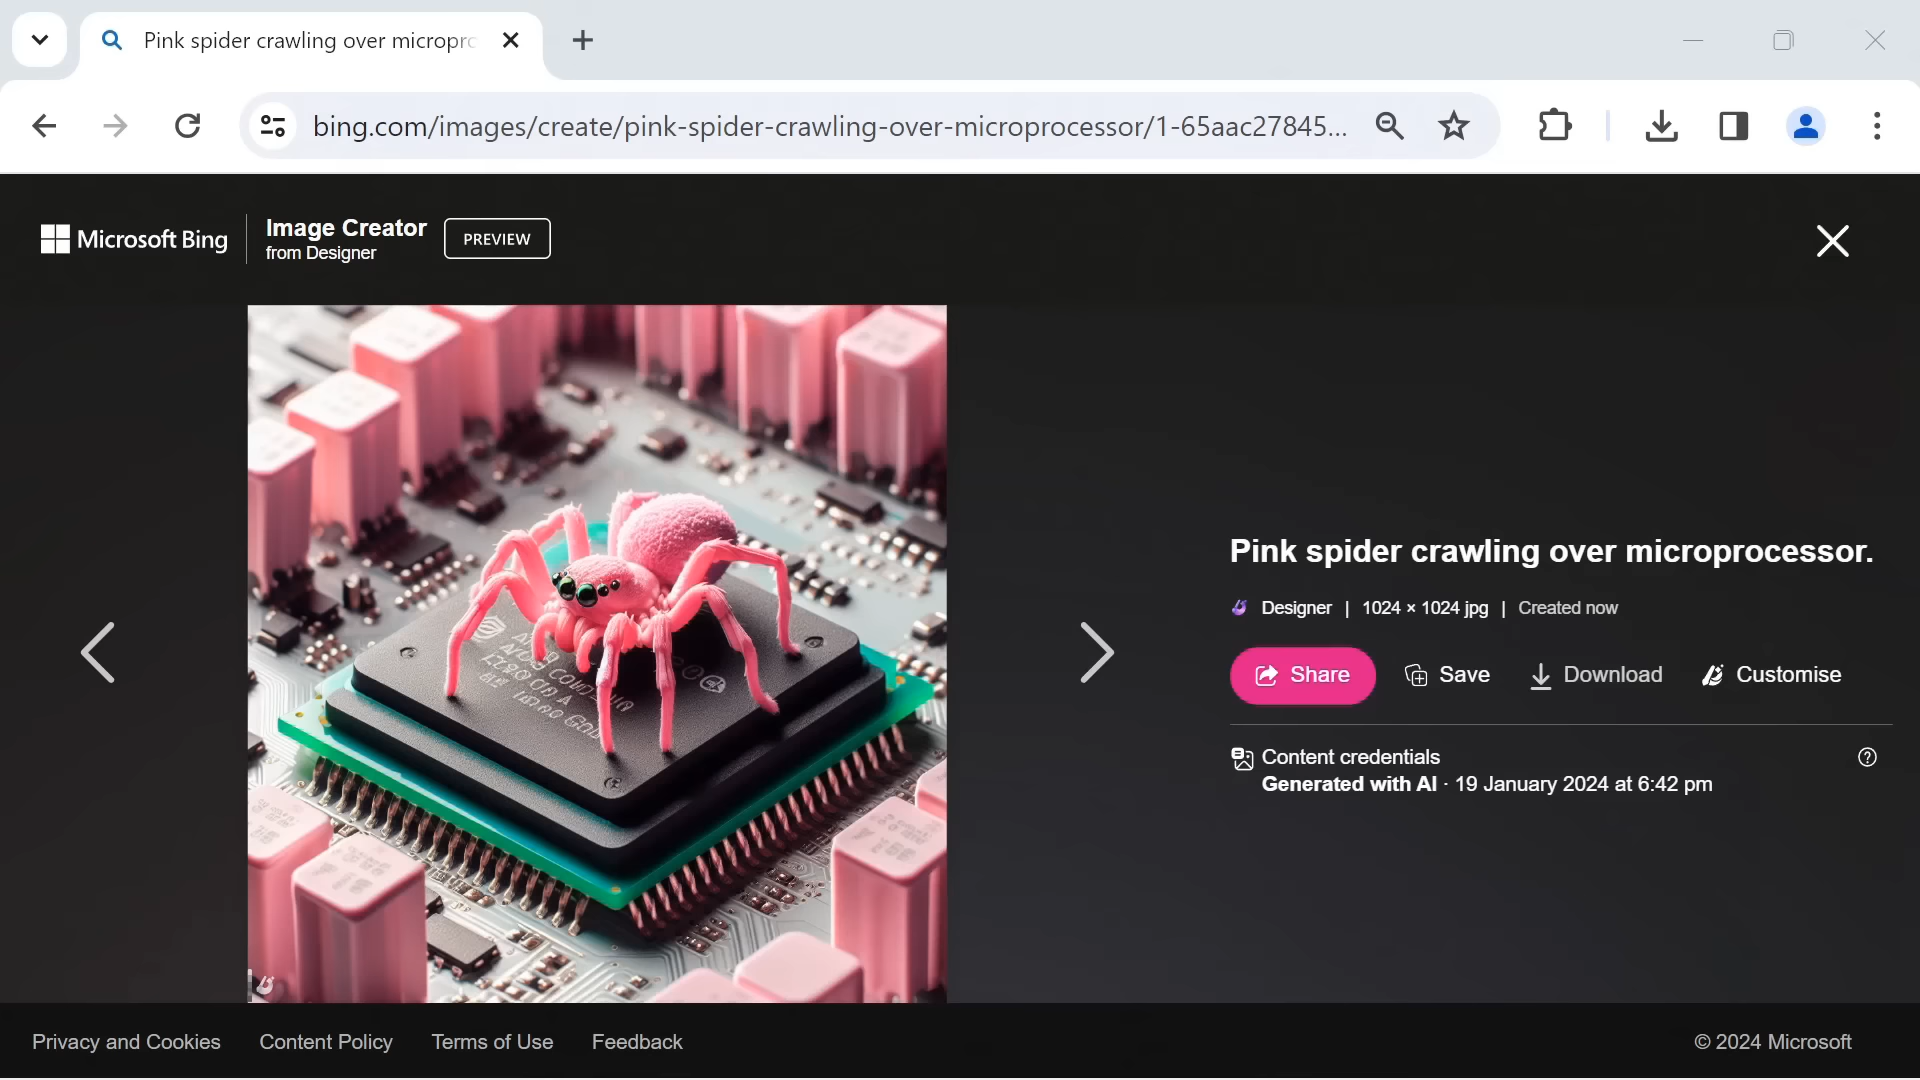 Pink spider crawling over micropro
bing.com/images/create/pink-spider-crawling-over-microprocessor/1-65aac27845...
Microsoft Bing
Image Creator
from Designer
PREVIEW
Pink spider crawling over microprocessor.
Designer | 1024 × 1024 jpg | Created now
Share Save Download Customise
Content credentials
Generated with AI · 19 January 2024 at 6:42 pm
Privacy and Cookies Content Policy Terms of Use Feedback
© 2024 Microsoft